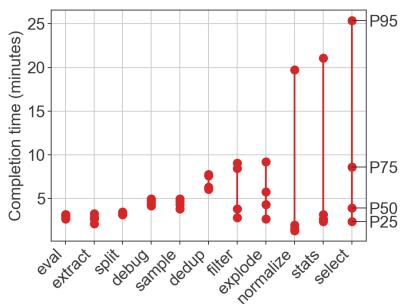 Completion time (minutes)
25
20
15
10
5
P95
P75
P50
P25
eval
extract
split
debug
sample
dedup
filter
explode
normalize
stats
select